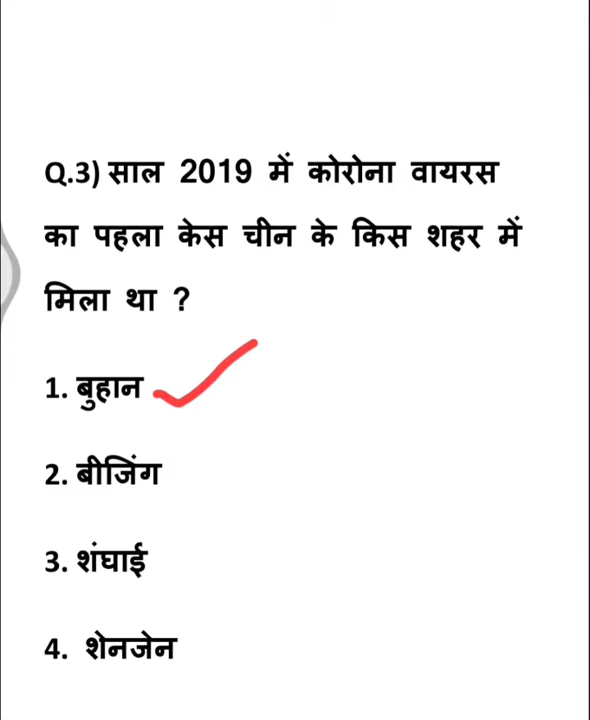 Q.3) साल 2019 में कोरोना वायरस
का पहला केस चीन के किस शहर में
मिला था ?
1. बुहान
2. बीजिंग
3. शंघाई
4. शेनजेन